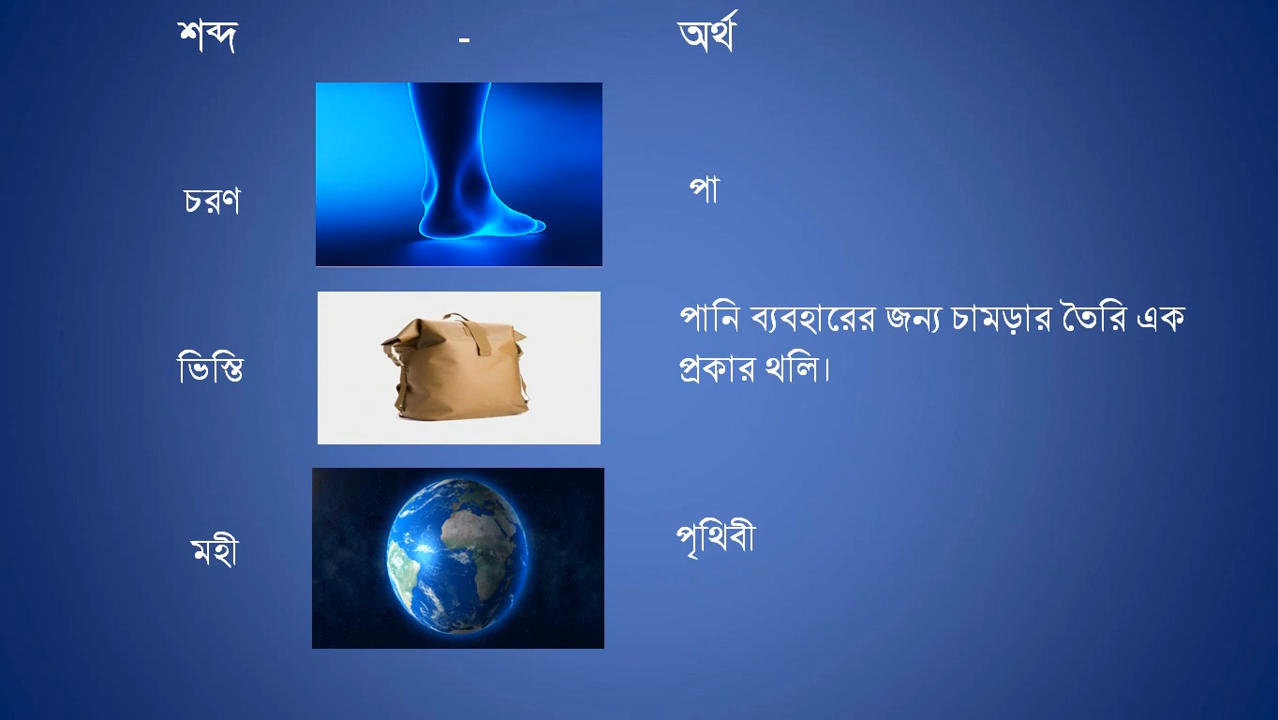 শব্দ - অর্থ
চরণ পা
ভিস্তি পানি ব্যবহারের জন্য চামড়ার তৈরি এক
প্রকার থলি।
মহী পৃথিবী